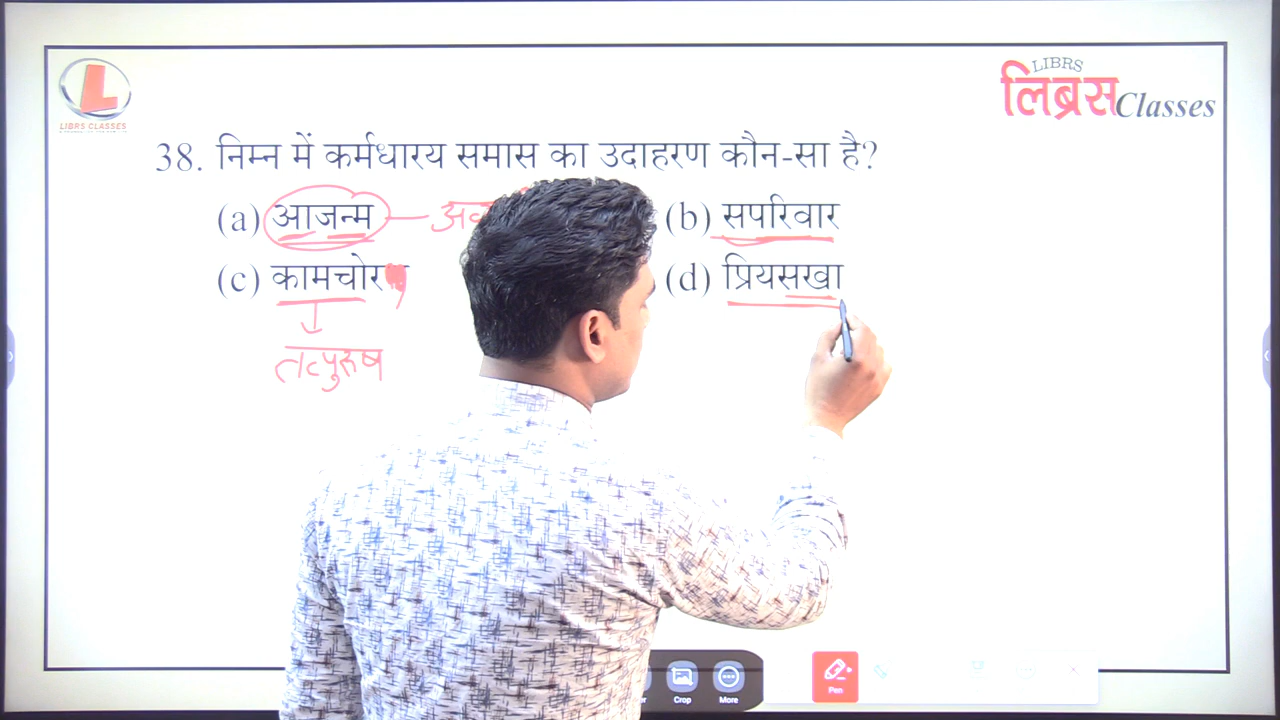 L
LIBRS CLASSES
LIBRS
लिब्रस Classes
38. निम्न में कर्मधारय समास का उदाहरण कौन-सा है?
(a) आजन्म (b) सपरिवार
(c) कामचोर (d) प्रियसखा
तत्पुरुष
Crop More Pen